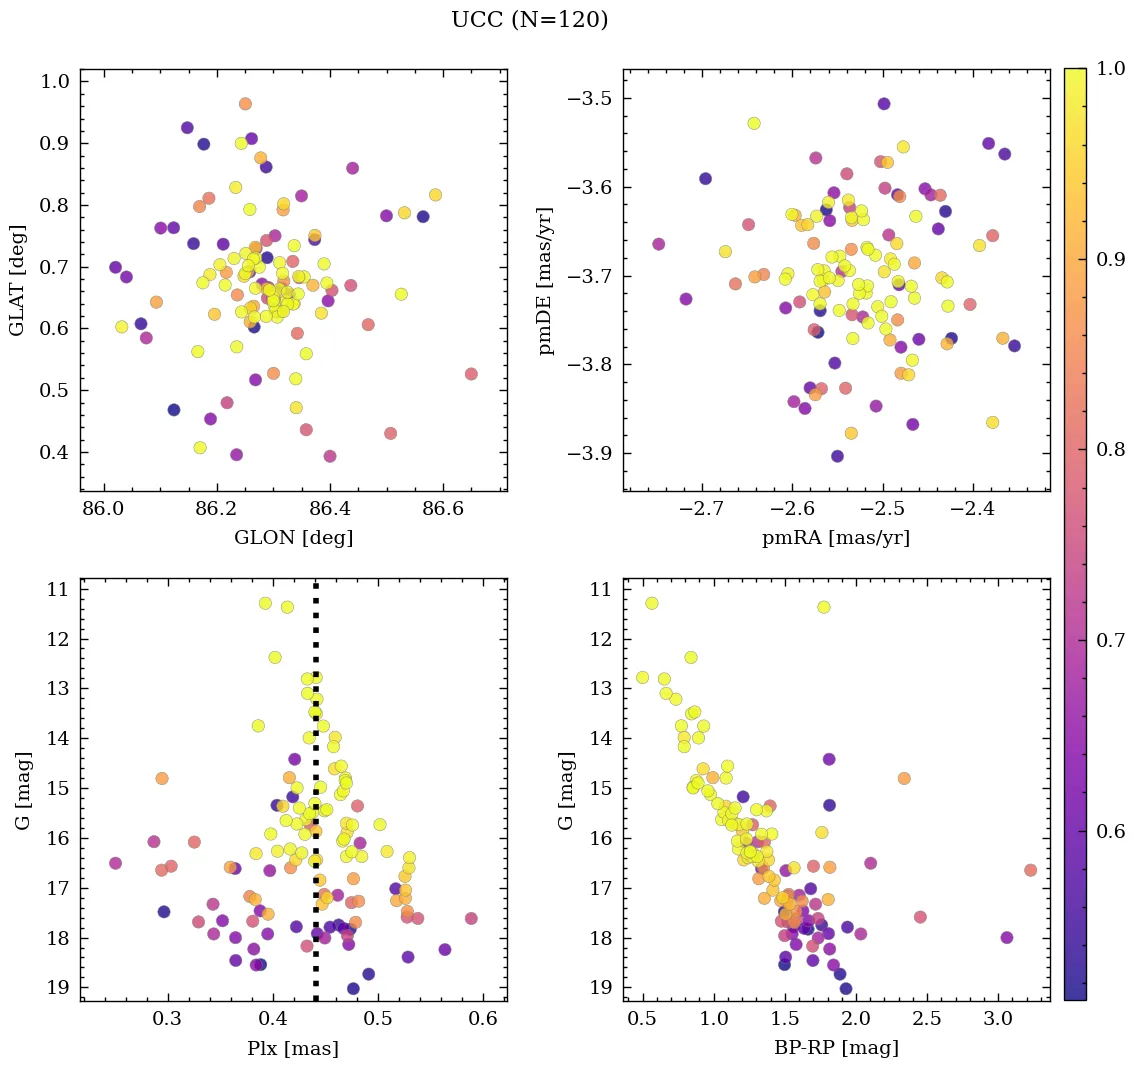 UCC (N=120)
1.0
0.9
0.8
0.7
0.6
0.5
0.4
GLAT [deg]
86.0 86.2 86.4 86.6
GLON [deg]
−3.5
−3.6
−3.7
−3.8
−3.9
pmDE [mas/yr]
−2.7 −2.6 −2.5 −2.4
pmRA [mas/yr]
1.0
0.9
0.8
0.7
0.6
11
12
13
14
15
16
17
18
19
G [mag]
0.3 0.4 0.5 0.6
Plx [mas]
11
12
13
14
15
16
17
18
19
G [mag]
0.5 1.0 1.5 2.0 2.5 3.0
BP-RP [mag]